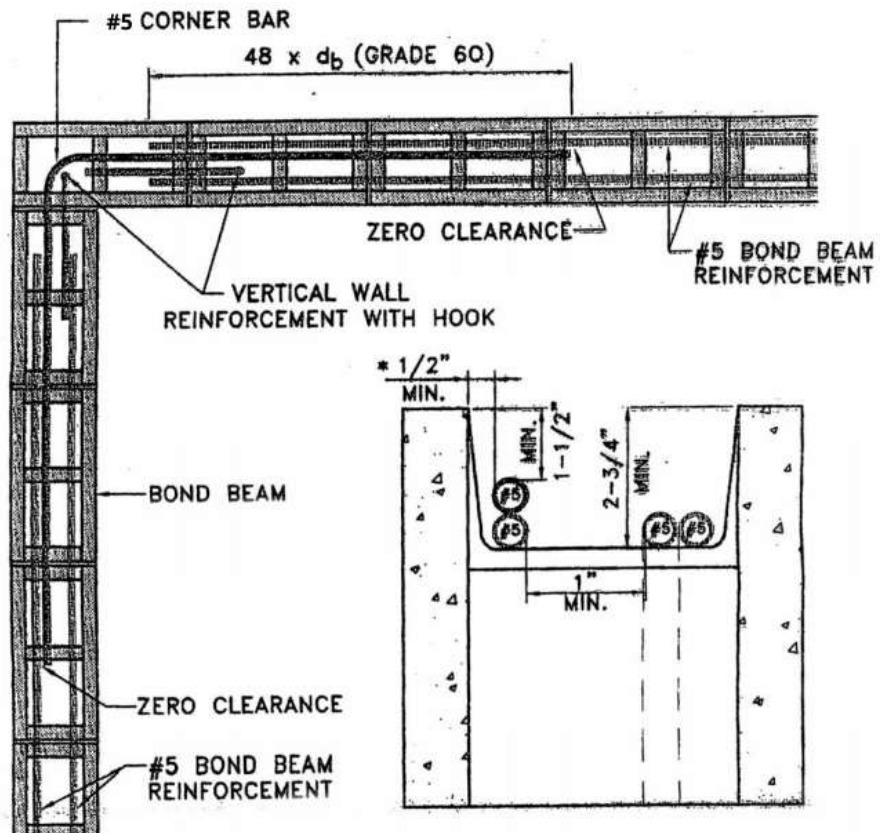 #5 CORNER BAR
48 x db (GRADE 60)
ZERO CLEARANCE
#5 BOND BEAM
REINFORCEMENT
VERTICAL WALL
REINFORCEMENT WITH HOOK
* 1/2"
MIN.
MIN.
1-1/2"
2-3/4"
MIN.
#5
#5
#5
#5
1"
MIN.
BOND BEAM
ZERO CLEARANCE
#5 BOND BEAM
REINFORCEMENT